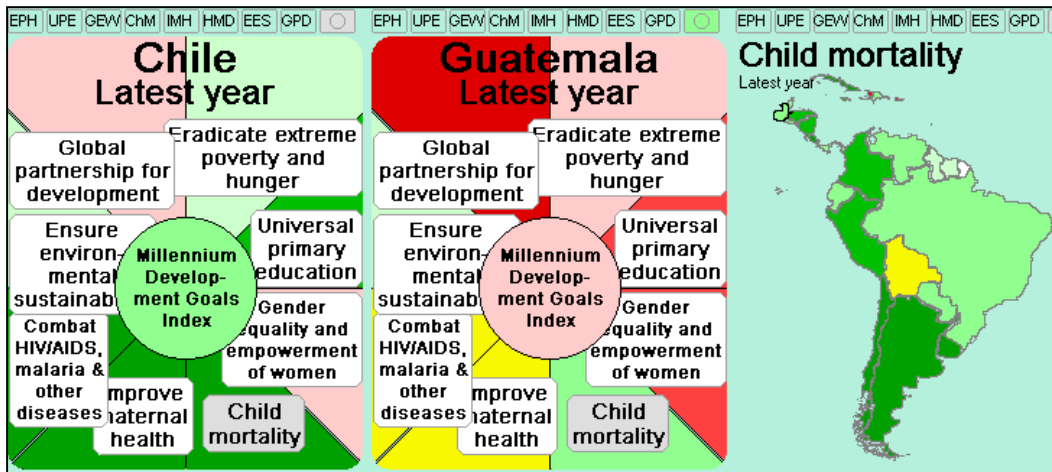 EPH UPE GEW ChM IMH HMD EES GPD
EPH UPE GEW ChM IMH HMD EES GPD
EPH UPE GEW ChM IMH HMD EES GPD
Chile
Latest year
Global
partnership for
development
Eradicate extreme
poverty and
hunger
Ensure
environ-
mental
sustainab
Millennium
Develop-
ment Goals
Index
Universal
primary
education
Combat
HIV/AIDS,
malaria &
other
diseases
mprove
aternal
health
Child
mortality
Gender
equality and
empowerment
of women
Guatemala
Latest year
Global
partnership for
development
Eradicate extreme
poverty and
hunger
Ensure
environ-
mental
sustainab
Millennium
Develop-
ment Goals
Index
Universal
primary
education
Combat
HIV/AIDS,
malaria &
other
diseases
mprove
aternal
health
Child
mortality
Gender
equality and
empowerment
of women
Child mortality
Latest year